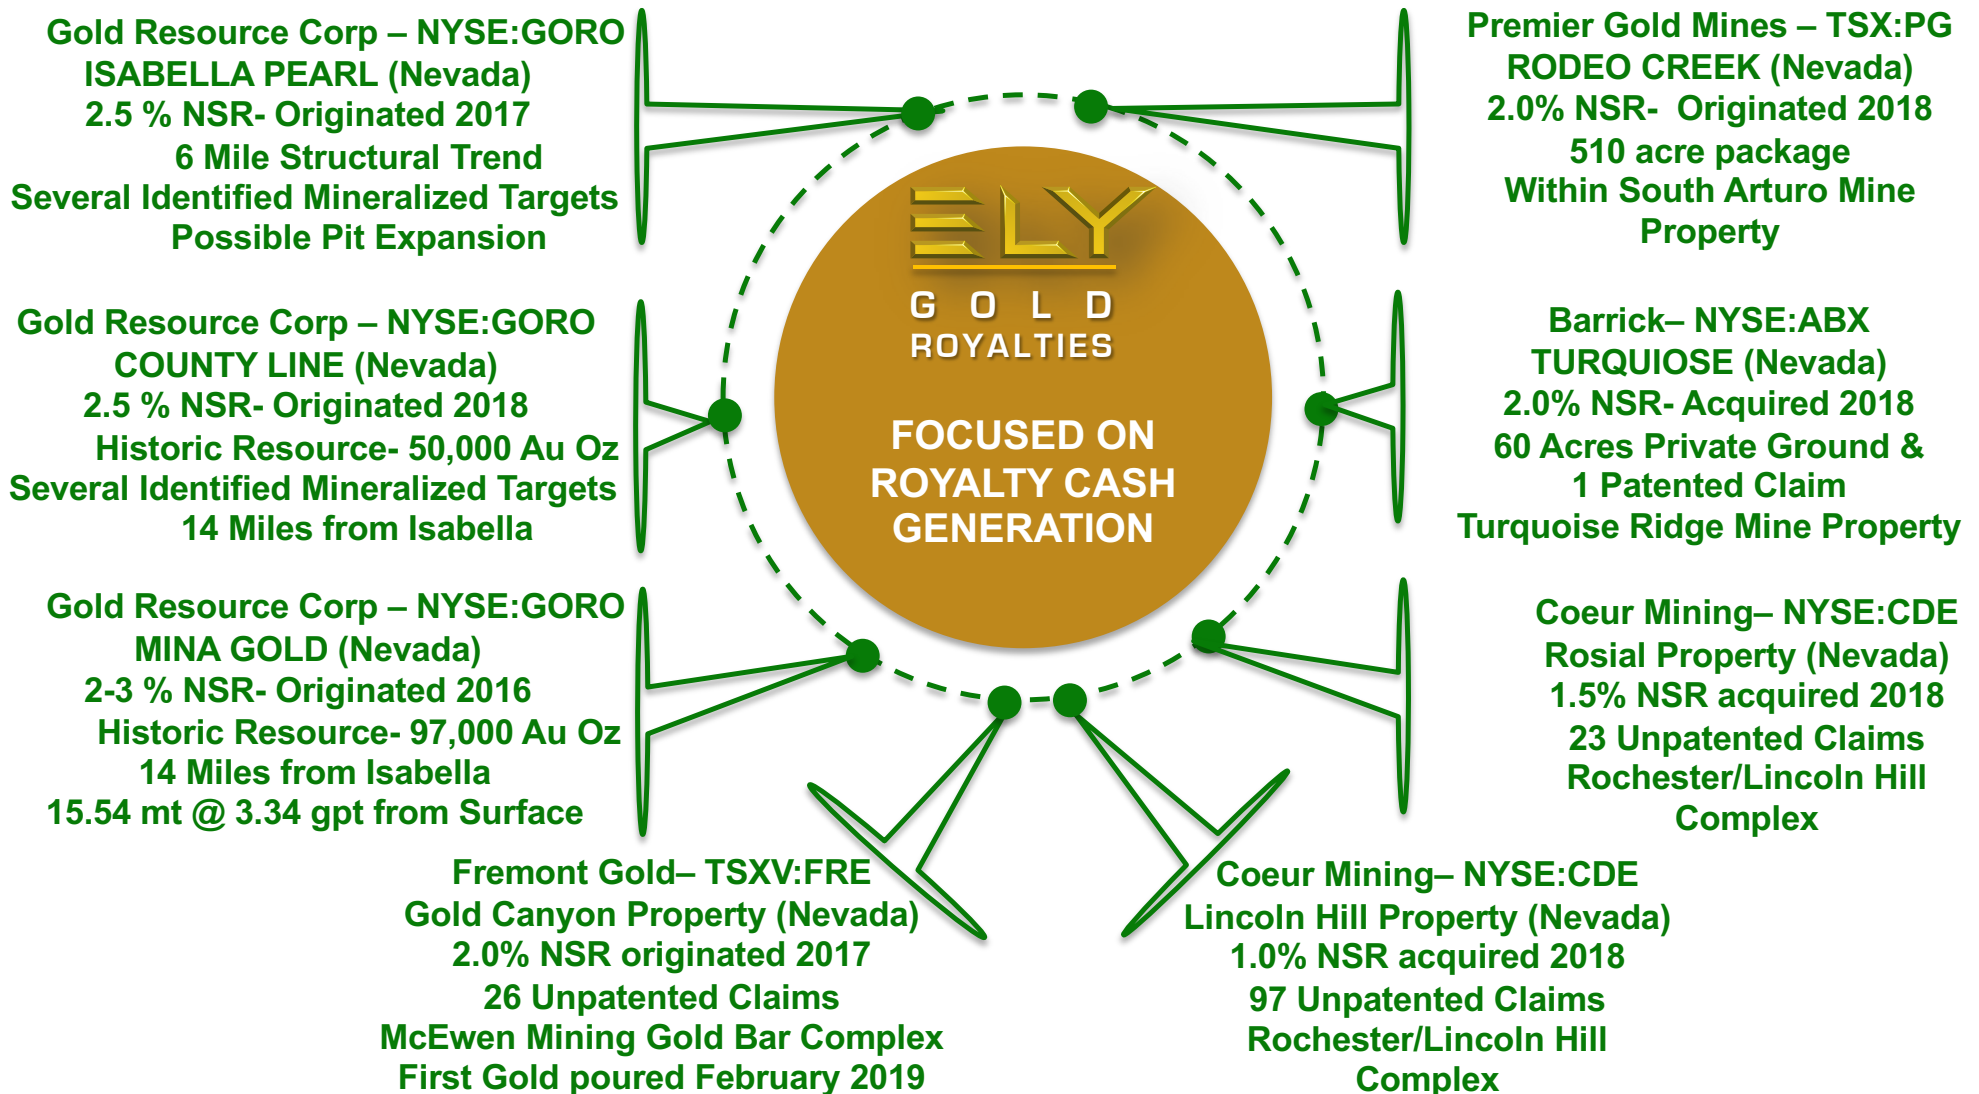 Gold Resource Corp – NYSE:GORO
ISABELLA PEARL (Nevada)
2.5 % NSR- Originated 2017
6 Mile Structural Trend
Several Identified Mineralized Targets
Possible Pit Expansion
Premier Gold Mines – TSX:PG
RODEO CREEK (Nevada)
2.0% NSR- Originated 2018
510 acre package
Within South Arturo Mine
Property
ELY
GOLD
ROYALTIES
FOCUSED ON
ROYALTY CASH
GENERATION
Gold Resource Corp – NYSE:GORO
COUNTY LINE (Nevada)
2.5 % NSR- Originated 2018
Historic Resource- 50,000 Au Oz
Several Identified Mineralized Targets
14 Miles from Isabella
Barrick– NYSE:ABX
TURQUIOSE (Nevada)
2.0% NSR- Acquired 2018
60 Acres Private Ground &
1 Patented Claim
Turquoise Ridge Mine Property
Gold Resource Corp – NYSE:GORO
MINA GOLD (Nevada)
2-3 % NSR- Originated 2016
Historic Resource- 97,000 Au Oz
14 Miles from Isabella
15.54 mt @ 3.34 gpt from Surface
Coeur Mining– NYSE:CDE
Rosial Property (Nevada)
1.5% NSR acquired 2018
23 Unpatented Claims
Rochester/Lincoln Hill
Complex
Fremont Gold– TSXV:FRE
Gold Canyon Property (Nevada)
2.0% NSR originated 2017
26 Unpatented Claims
McEwen Mining Gold Bar Complex
First Gold poured February 2019
Coeur Mining– NYSE:CDE
Lincoln Hill Property (Nevada)
1.0% NSR acquired 2018
97 Unpatented Claims
Rochester/Lincoln Hill
Complex